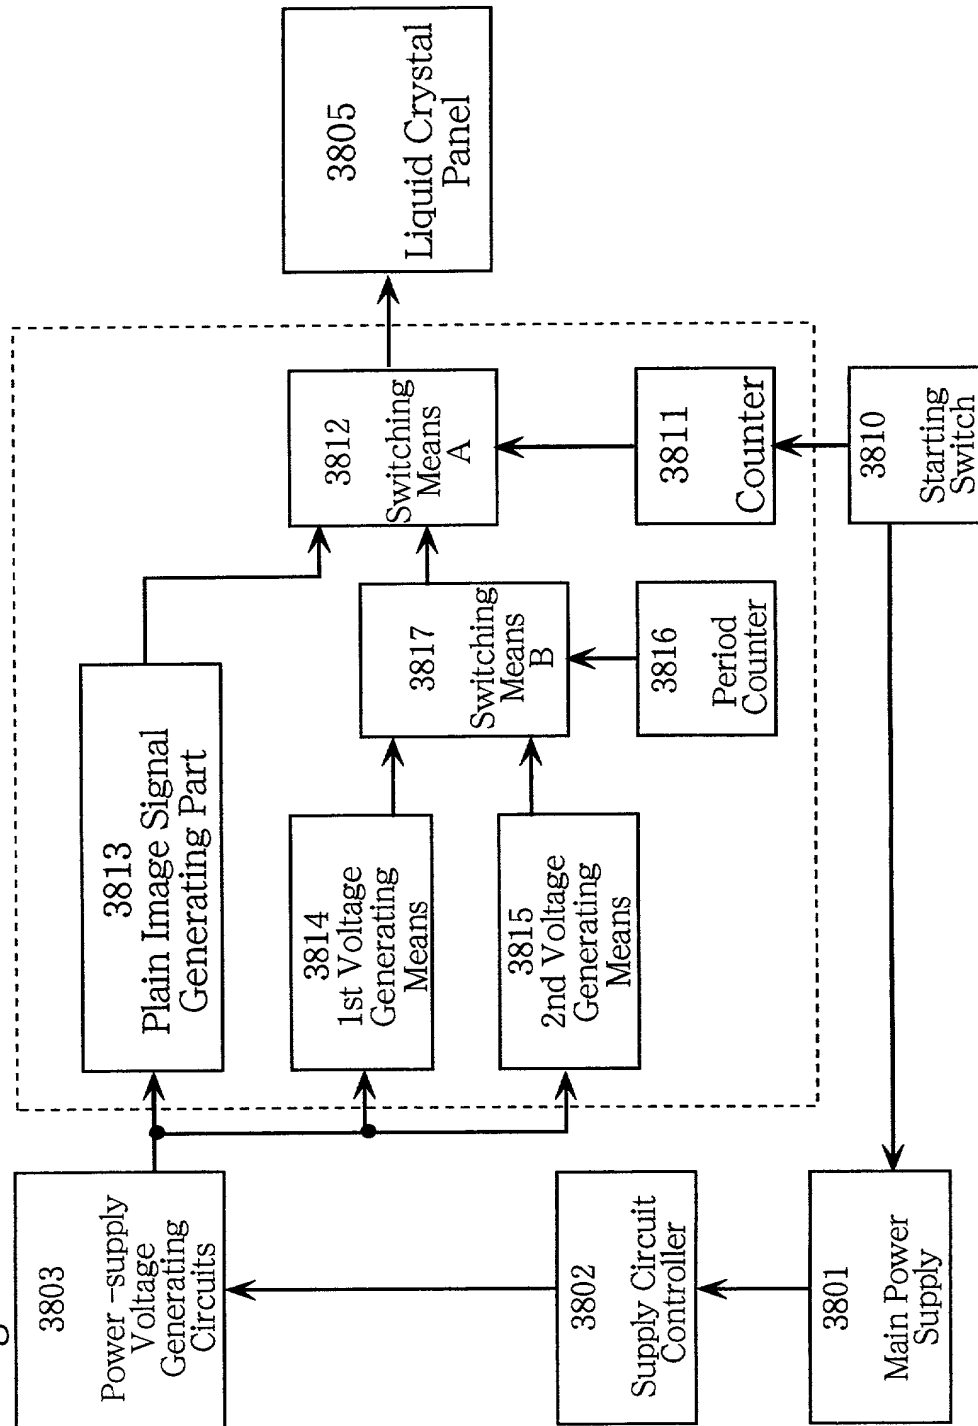 3803
Power-supply
Voltage
Generating
Circuits
3802
Supply Circuit
Controller
3801
Main Power
Supply
3813
Plain Image Signal
Generating Part
3814
1st Voltage
Generating
Means
3815
2nd Voltage
Generating
Means
3817
Switching
Means
B
3816
Period
Counter
3812
Switching
Means
A
3811
Counter
3810
Starting
Switch
3805
Liquid Crystal
Panel